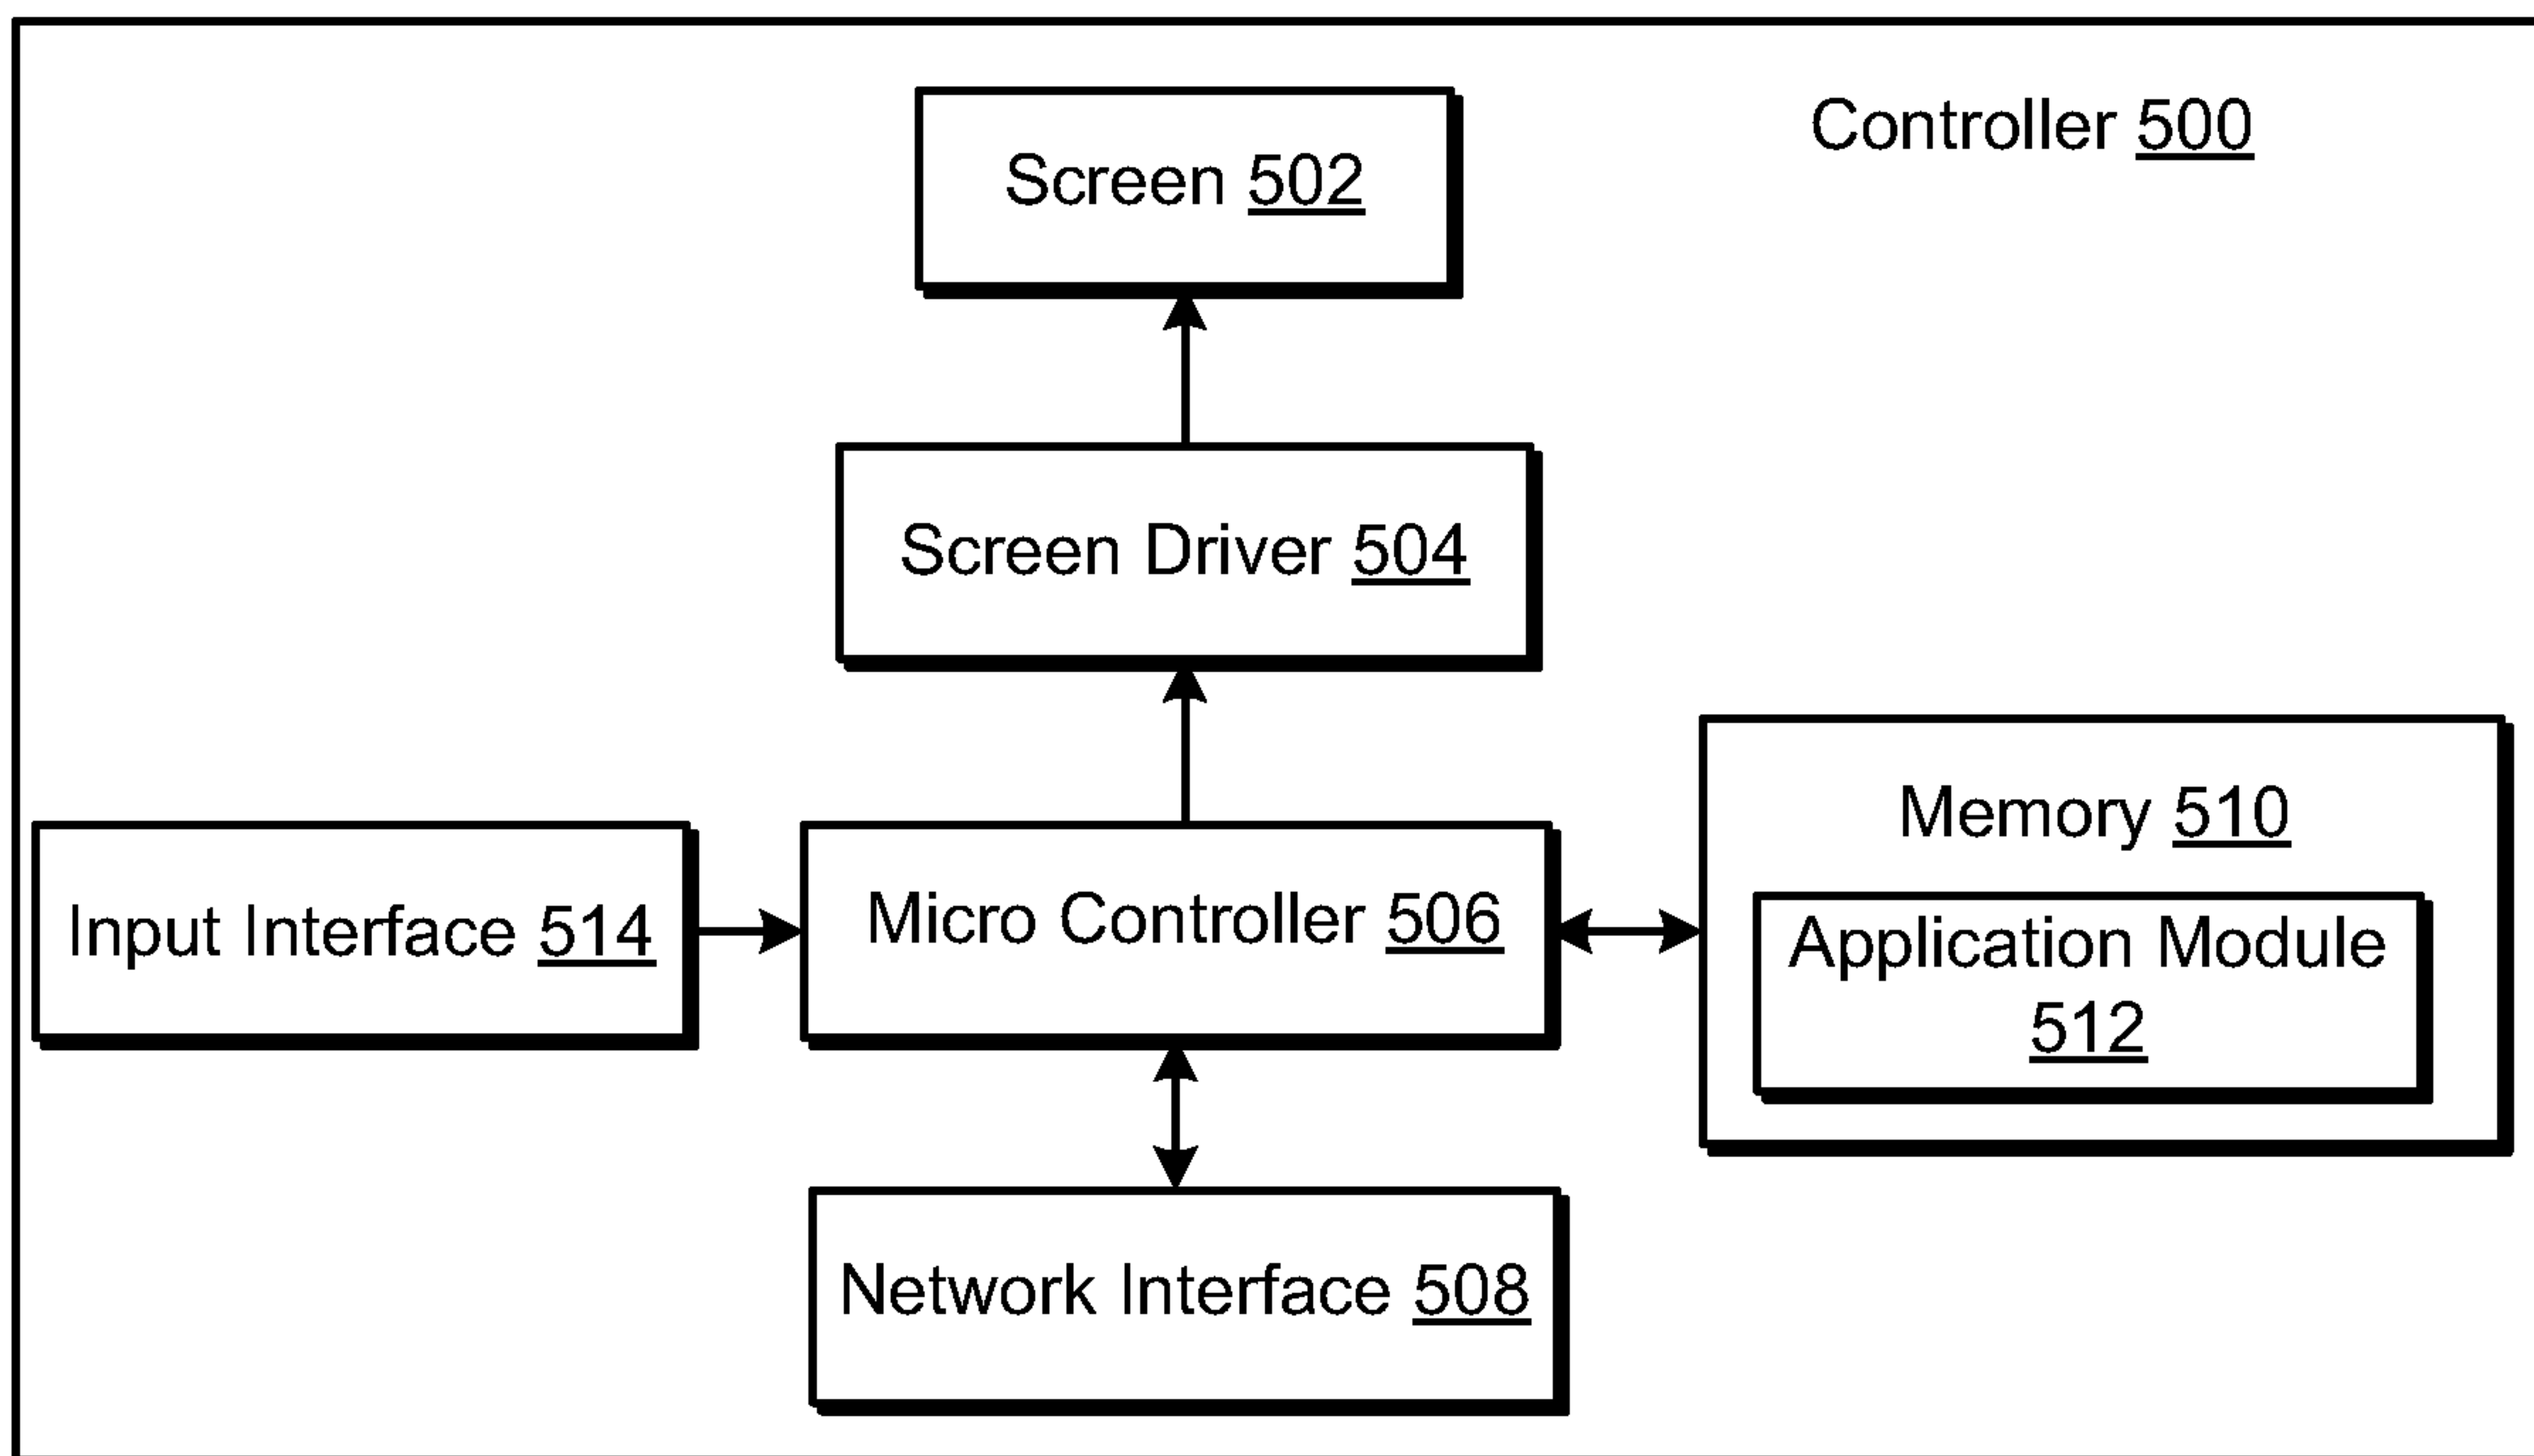 Controller 500
Screen 502
Screen Driver 504
Memory 510
Input Interface 514
Micro Controller 506
Application Module
512
Network Interface 508